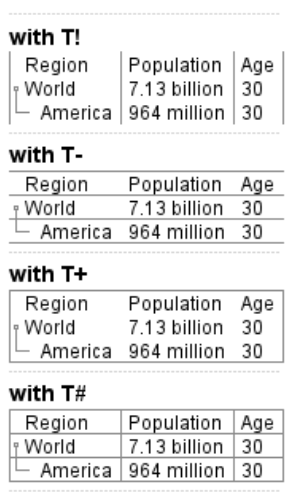 with T!
Region Population Age
World 7.13 billion 30
America 964 million 30
with T-
Region Population Age
World 7.13 billion 30
America 964 million 30
with T+
Region Population Age
World 7.13 billion 30
America 964 million 30
with T#
Region Population Age
World 7.13 billion 30
America 964 million 30